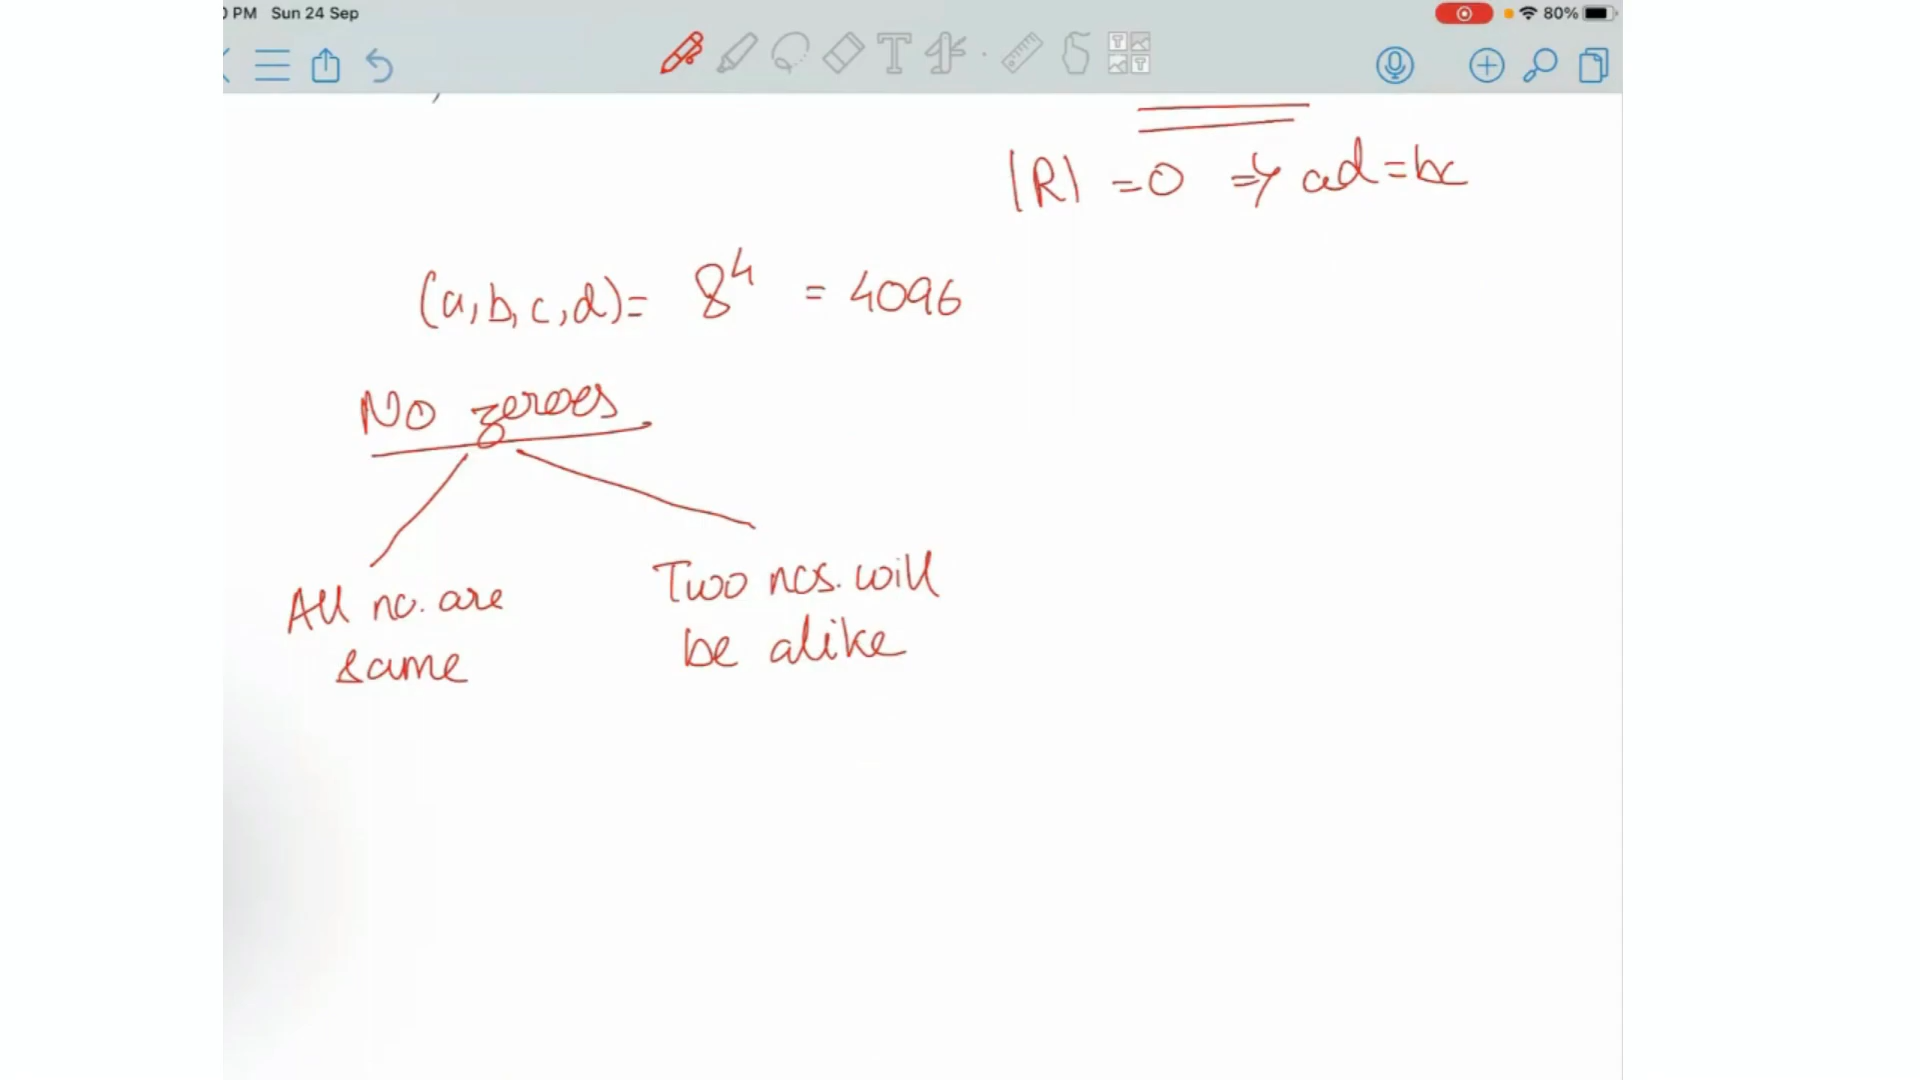 PM Sun 24 Sep
80%
|R| = 0 ⇒ ad = bc
(a,b,c,d) = 8⁴ = 4096
No zeroes
All no. are
same
Two nos. will
be alike